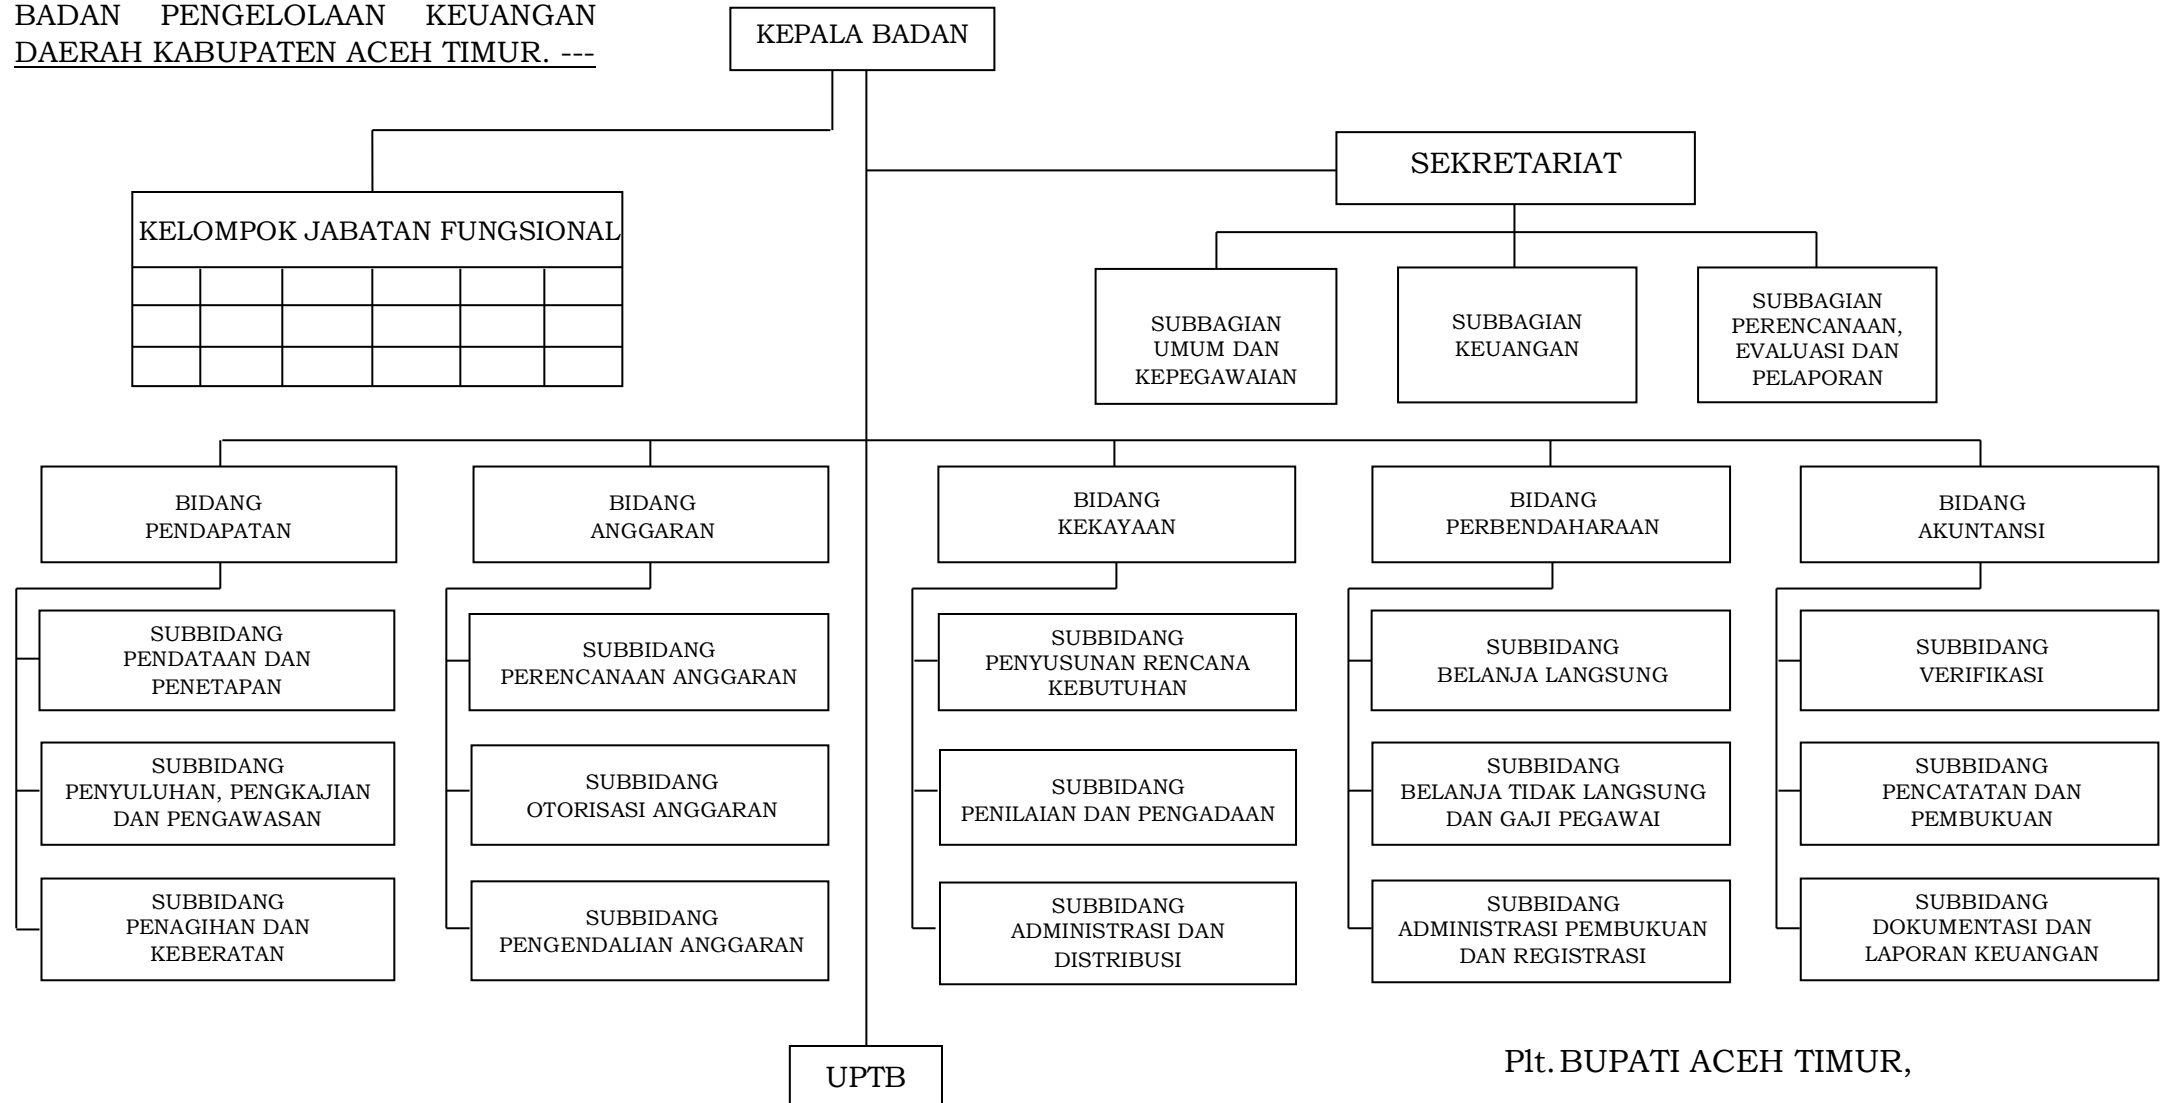 BADAN PENGELOLAAN KEUANGAN
DAERAH KABUPATEN ACEH TIMUR. ---
KEPALA BADAN
SEKRETARIAT
KELOMPOK JABATAN FUNGSIONAL
SUBBAGIAN
UMUM DAN
KEPEGAWAIAN
SUBBAGIAN
KEUANGAN
SUBBAGIAN
PERENCANAAN,
EVALUASI DAN
PELAPORAN
BIDANG
PENDAPATAN
BIDANG
ANGGARAN
BIDANG
KEKAYAAN
BIDANG
PERBENDAHARAAN
BIDANG
AKUNTANSI
SUBBIDANG
PENDATAAN DAN
PENETAPAN
SUBBIDANG
PERENCANAAN ANGGARAN
SUBBIDANG
PENYUSUNAN RENCANA
KEBUTUHAN
SUBBIDANG
BELANJA LANGSUNG
SUBBIDANG
VERIFIKASI
SUBBIDANG
PENYULUHAN, PENGKAJIAN
DAN PENGAWASAN
SUBBIDANG
OTORISASI ANGGARAN
SUBBIDANG
PENILAIAN DAN PENGADAAN
SUBBIDANG
BELANJA TIDAK LANGSUNG
DAN GAJI PEGAWAI
SUBBIDANG
PENCATATAN DAN
PEMBUKUAN
SUBBIDANG
PENAGIHAN DAN
KEBERATAN
SUBBIDANG
PENGENDALIAN ANGGARAN
SUBBIDANG
ADMINISTRASI DAN
DISTRIBUSI
SUBBIDANG
ADMINISTRASI PEMBUKUAN
DAN REGISTRASI
SUBBIDANG
DOKUMENTASI DAN
LAPORAN KEUANGAN
UPTB
Plt. BUPATI ACEH TIMUR,